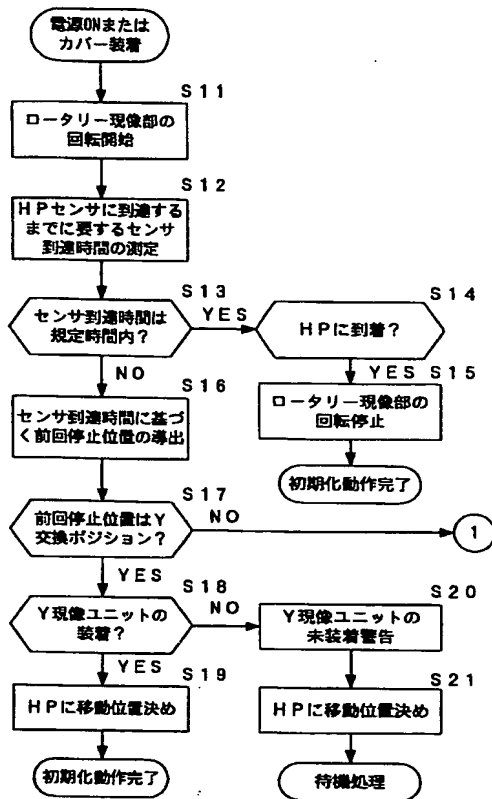 電源ONまたは
カバー装着
S11
ロータリー現像部の
回転開始
S12
HPセンサに到達する
までに要するセンサ
到達時間の測定
S13
センサ到達時間は
規定時間内?
YES
S14
HPに到着?
YES
S15
ロータリー現像部の
回転停止
初期化動作完了
NO
S16
センサ到達時間に基づ
く前回停止位置の導出
S17
前回停止位置はY
交換ポジション?
NO
1
YES
S18
Y現像ユニットの
装着?
NO
S20
Y現像ユニットの
未装着警告
YES
S19
HPに移動位置決め
初期化動作完了
S21
HPに移動位置決め
待機処理